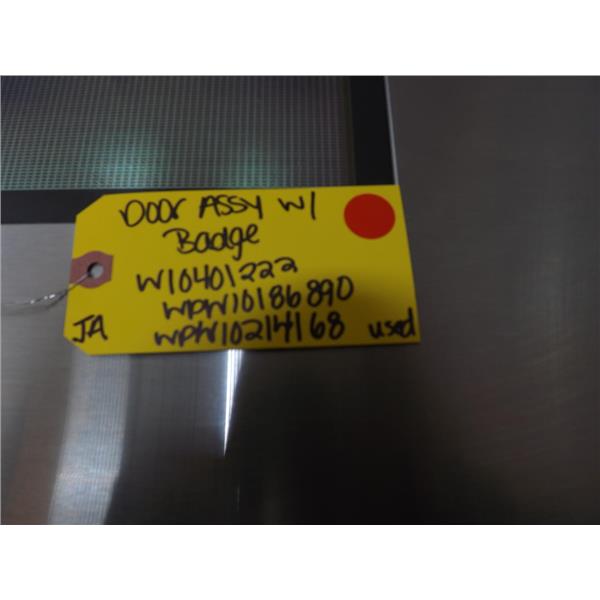 Door ASSY W/
Badge
W10401222
WPW10186890
WPW10214168 used
JA